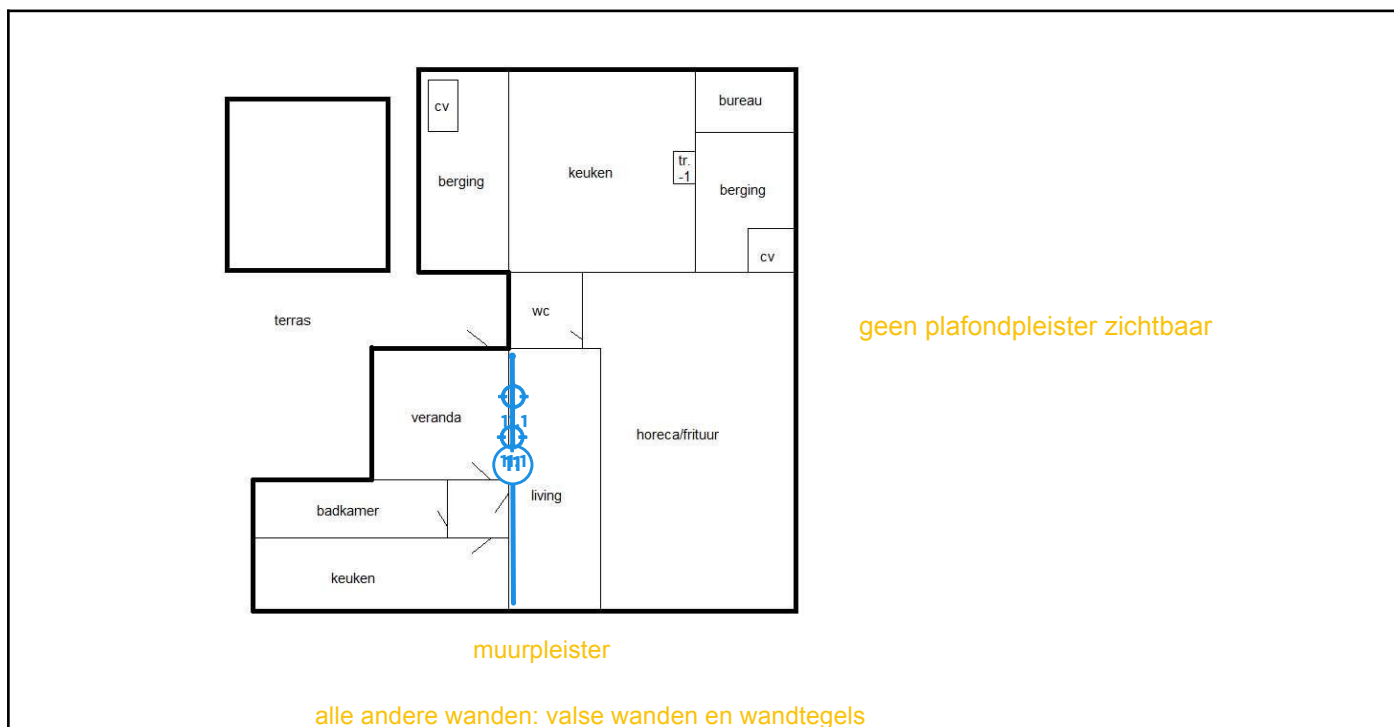 cv
bureau
berging
keuken
tr.
-1
berging
cv
terras
wc
geen plafondpleister zichtbaar
veranda
horeca/frituur
living
badkamer
keuken
muurpleister
alle andere wanden: valse wanden en wandtegels